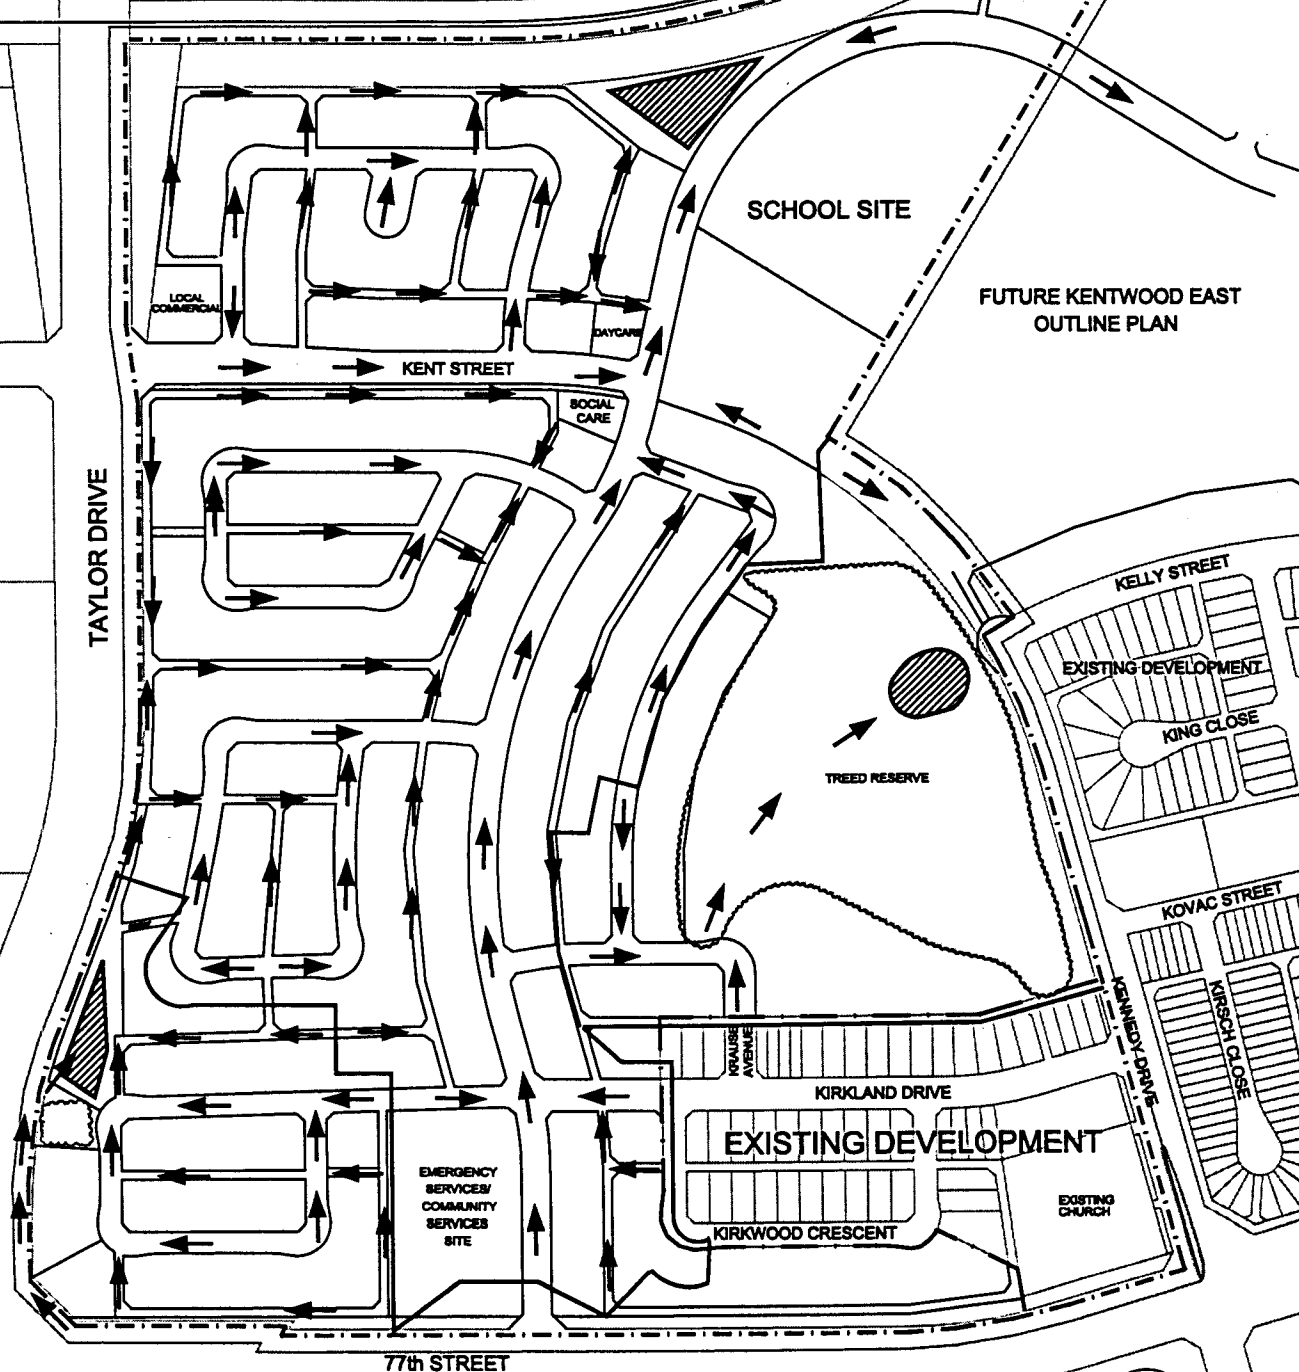 SCHOOL SITE
FUTURE KENTWOOD EAST
OUTLINE PLAN
LOCAL
COMMERCIAL
DAYCARE
KENT STREET
SOCIAL
CARE
TAYLOR DRIVE
KELLY STREET
EXISTING DEVELOPMENT
KING CLOSE
TREED RESERVE
KOVAC STREET
KENNEDY DRIVE
KIRSCH CLOSE
KRAUSE
AVENUE
KIRKLAND DRIVE
EXISTING DEVELOPMENT
EMERGENCY
SERVICES/
COMMUNITY
SERVICES
SITE
EXISTING
CHURCH
KIRKWOOD CRESCENT
77th STREET